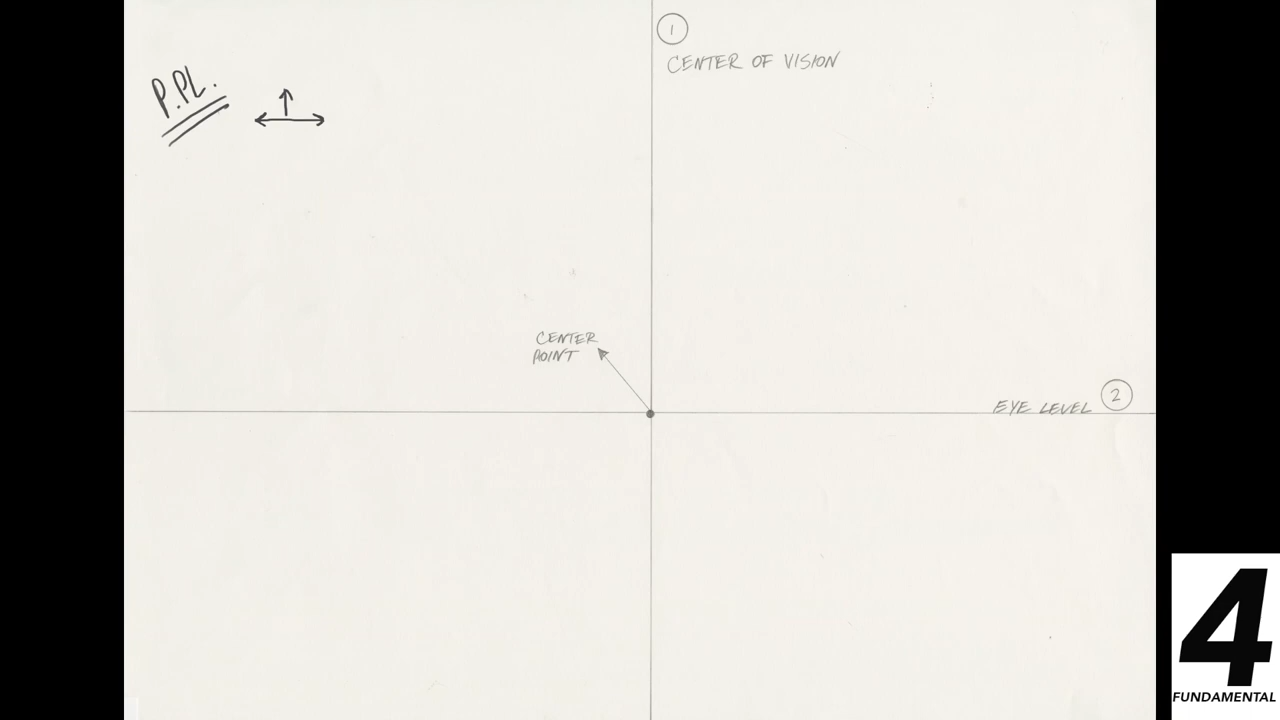 1
CENTER OF VISION
P.PL.
CENTER
POINT
EYE LEVEL 2
4
FUNDAMENTAL